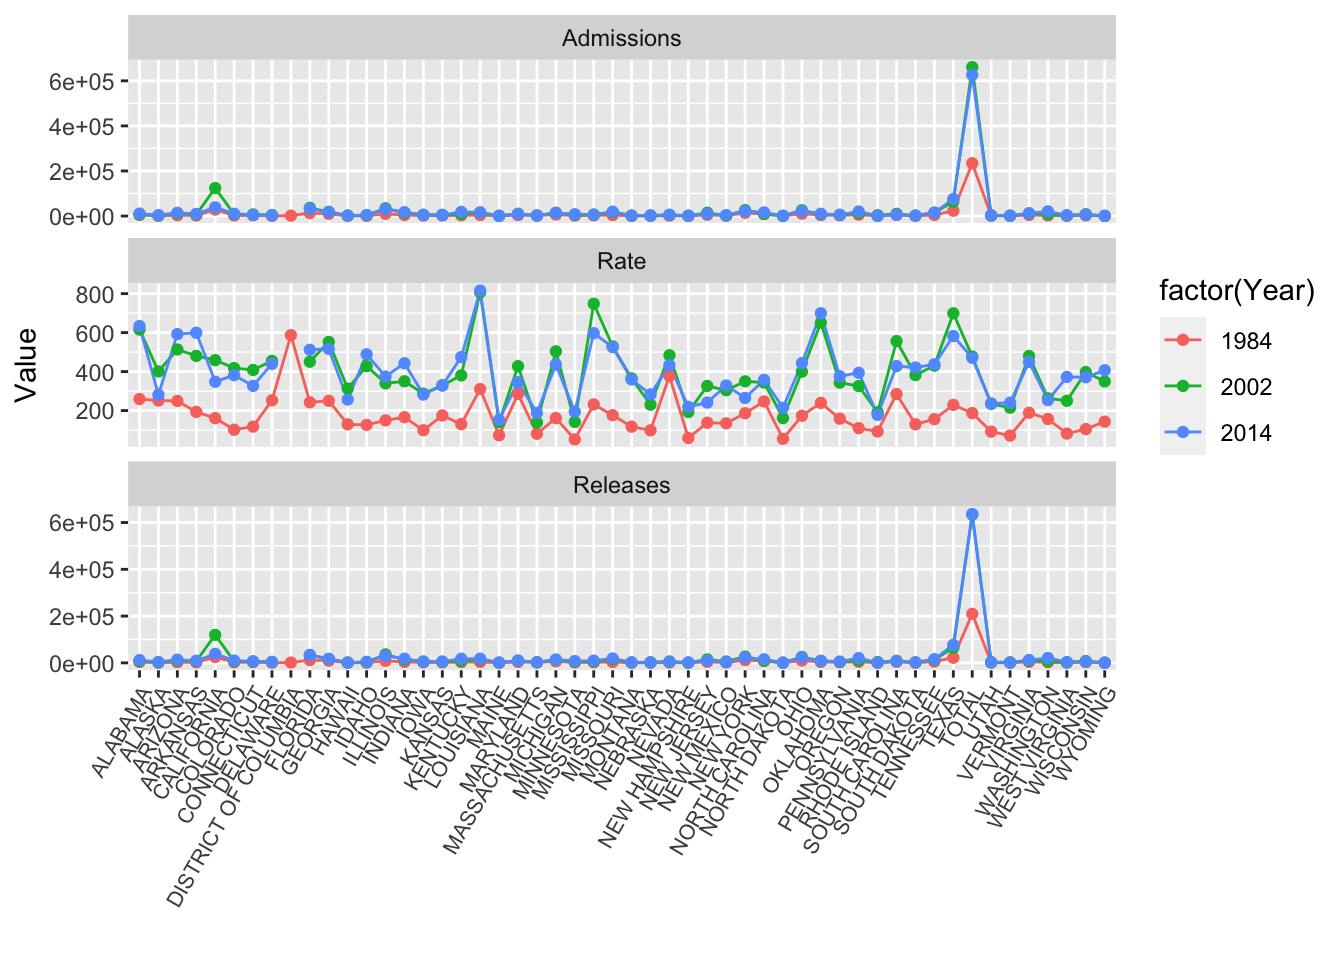 Admissions
6e+05
4e+05
2e+05
0e+00
Rate
800
600
400
200
Releases
6e+05
4e+05
2e+05
0e+00
Value
ALABAMA
ALASKA
ARIZONA
ARKANSAS
CALIFORNIA
COLORADO
CONNECTICUT
DELAWARE
DISTRICT OF COLUMBIA
FLORIDA
GEORGIA
HAWAII
IDAHO
ILLINOIS
INDIANA
IOWA
KANSAS
KENTUCKY
LOUISIANA
MAINE
MARYLAND
MASSACHUSETTS
MICHIGAN
MINNESOTA
MISSISSIPPI
MISSOURI
MONTANA
NEBRASKA
NEVADA
NEW HAMPSHIRE
NEW JERSEY
NEW MEXICO
NEW YORK
NORTH CAROLINA
NORTH DAKOTA
OHIO
OKLAHOMA
OREGON
PENNSYLVANIA
RHODE ISLAND
SOUTH CAROLINA
SOUTH DAKOTA
TENNESSEE
TEXAS
TOTAL
UTAH
VERMONT
VIRGINIA
WASHINGTON
WEST VIRGINIA
WISCONSIN
WYOMING
factor(Year)
1984
2002
2014